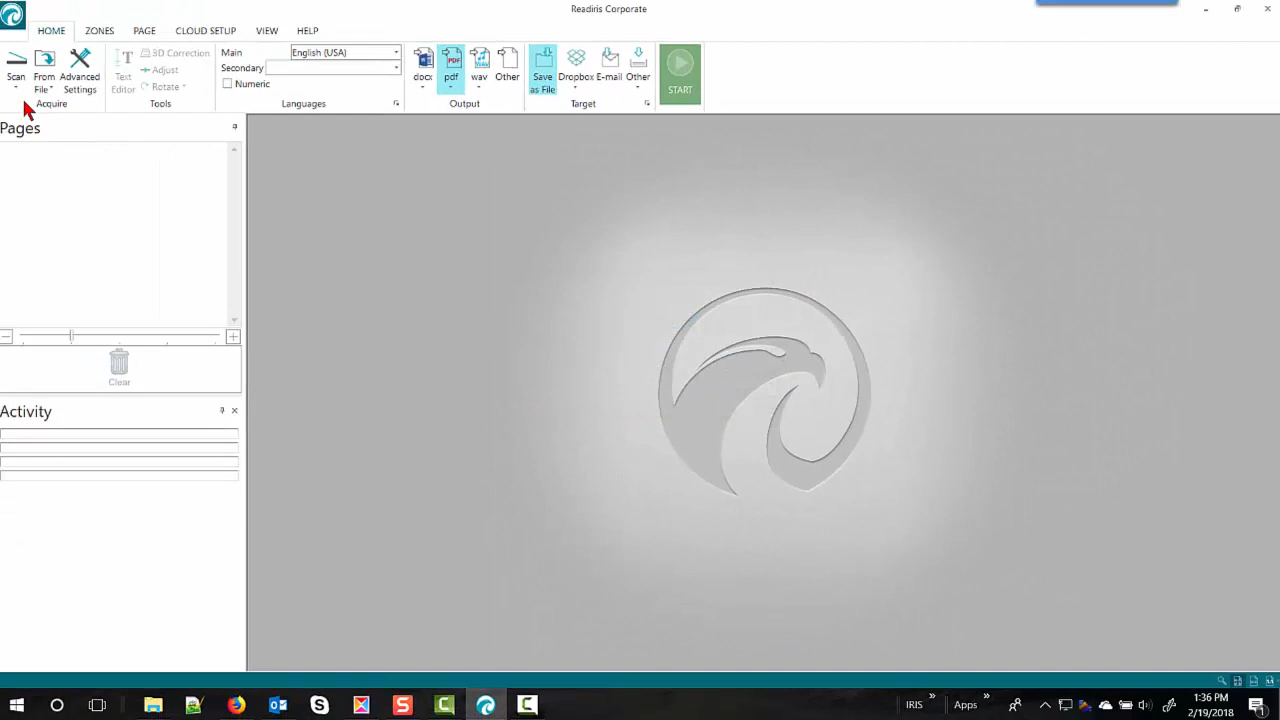 Readiris Corporate
HOME ZONES PAGE CLOUD SETUP VIEW HELP
Scan
From File
Advanced Settings
Acquire
Text Editor
3D Correction
Adjust
Rotate
Tools
Main English (USA)
Secondary
Numeric
Languages
docx pdf wav Other
Output
Save as File
Dropbox E-mail Other
Target
START
Pages
Clear
Activity
IRIS
Apps
1:36 PM
2/19/2018